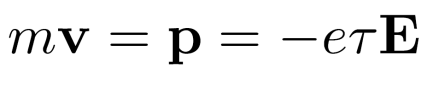 mv = p = −eτE